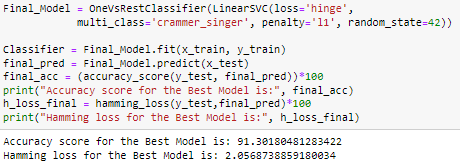 Final_Model = OneVsRestClassifier(LinearSVC(loss='hinge',
multi_class='crammer_singer', penalty='l1', random_state=42))
Classifier = Final_Model.fit(x_train, y_train)
final_pred = Final_Model.predict(x_test)
final_acc = (accuracy_score(y_test, final_pred))*100
print("Accuracy score for the Best Model is:", final_acc)
h_loss_final = hamming_loss(y_test,final_pred)*100
print("Hamming loss for the Best Model is:", h_loss_final)
Accuracy score for the Best Model is: 91.30180481283422
Hamming loss for the Best Model is: 2.0568738859180034